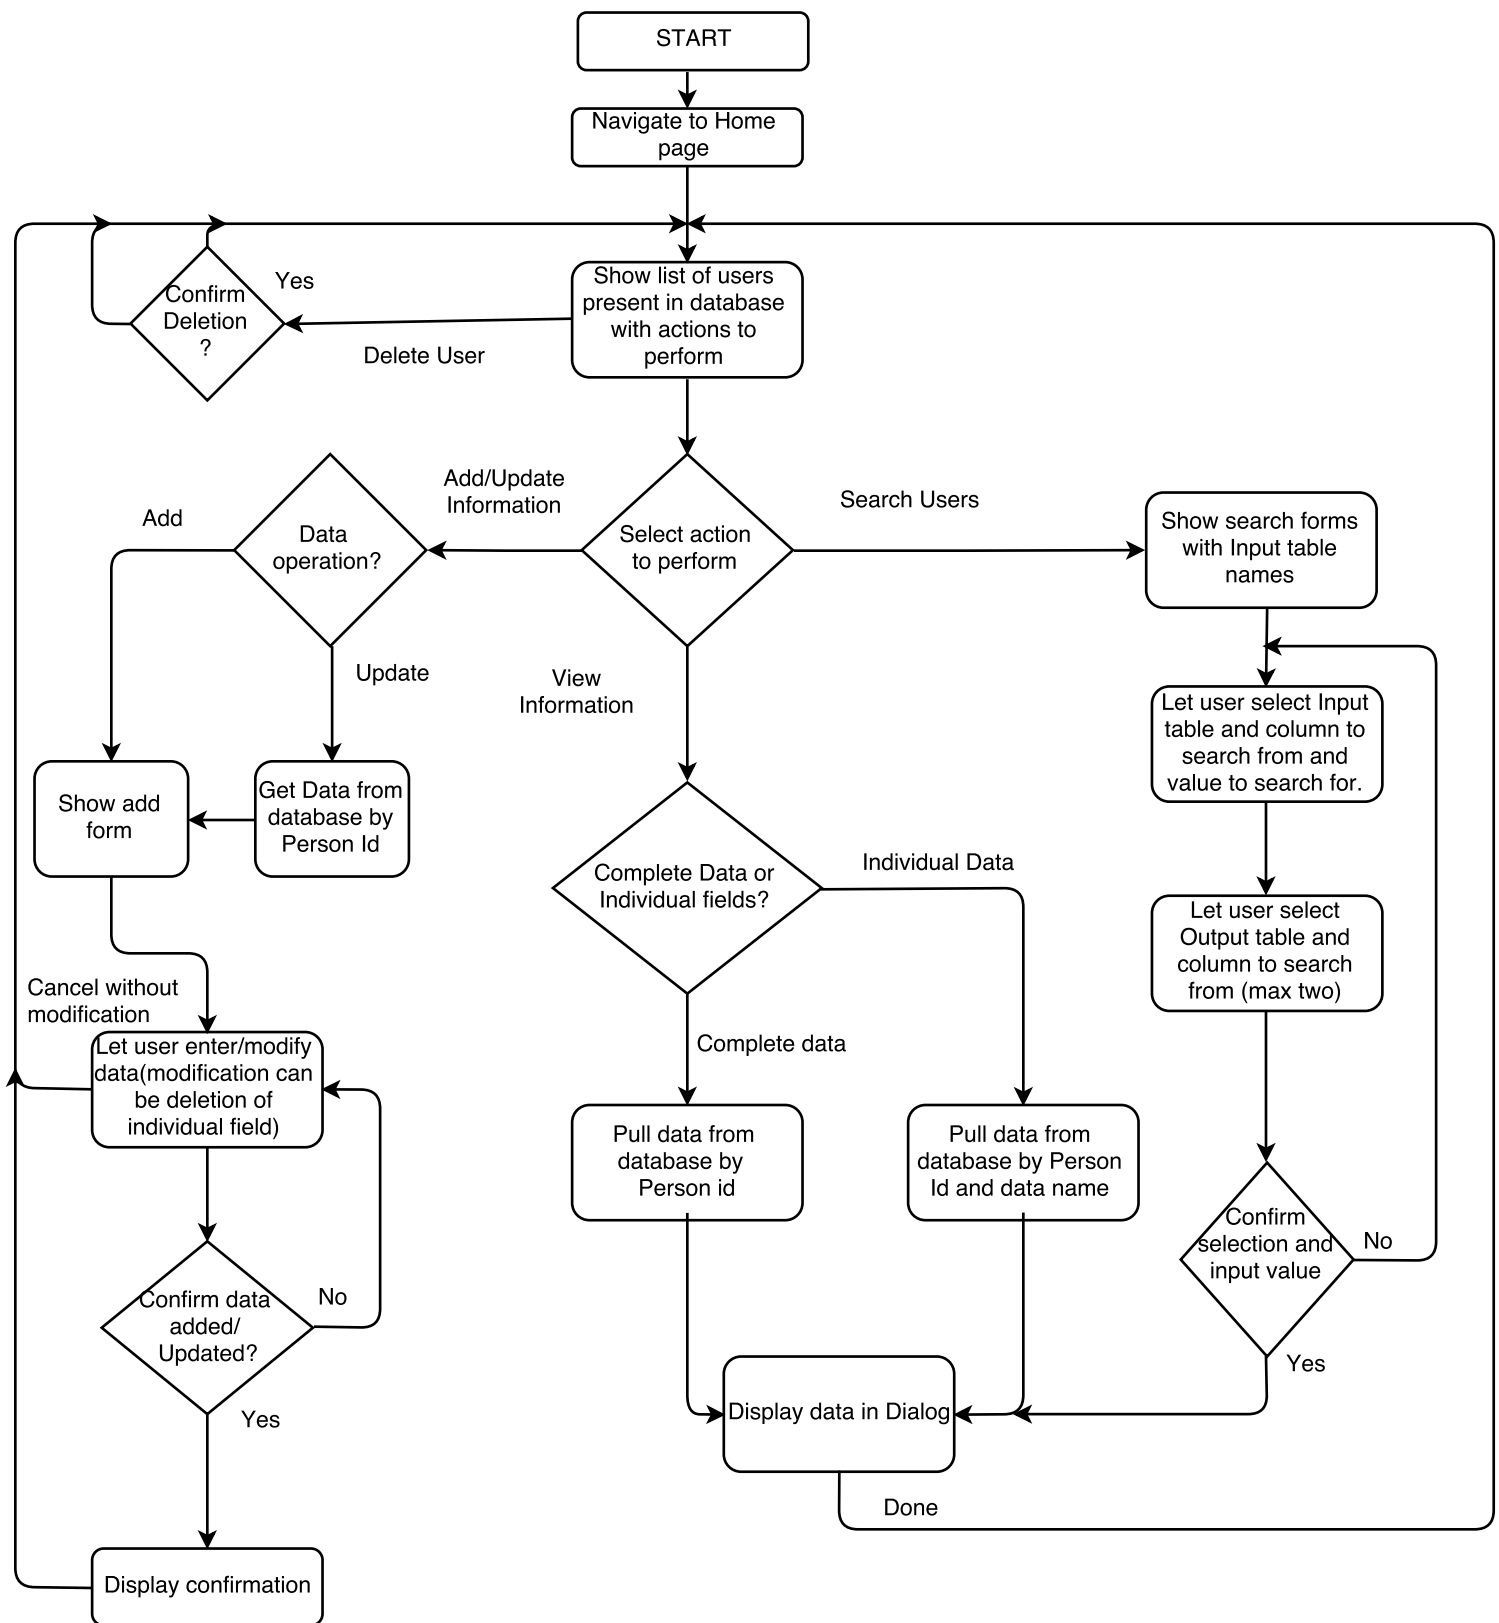 START
Navigate to Home
page
Show list of users
present in database
with actions to
perform
Yes
Confirm
Deletion
?
Delete User
Add/Update
Information
Search Users
Add
Data
operation?
Select action
to perform
Show search forms
with Input table
names
Update
View
Information
Let user select Input
table and column to
search from and
value to search for.
Show add
form
Get Data from
database by
Person Id
Complete Data or
Individual fields?
Individual Data
Let user select
Output table and
column to search
from (max two)
Cancel without
modification
Let user enter/modify
data(modification can
be deletion of
individual field)
Complete data
Pull data from
database by
Person id
Pull data from
database by Person
Id and data name
Confirm
selection and
input value
No
Confirm data
added/
Updated?
No
Yes
Yes
Display data in Dialog
Done
Display confirmation